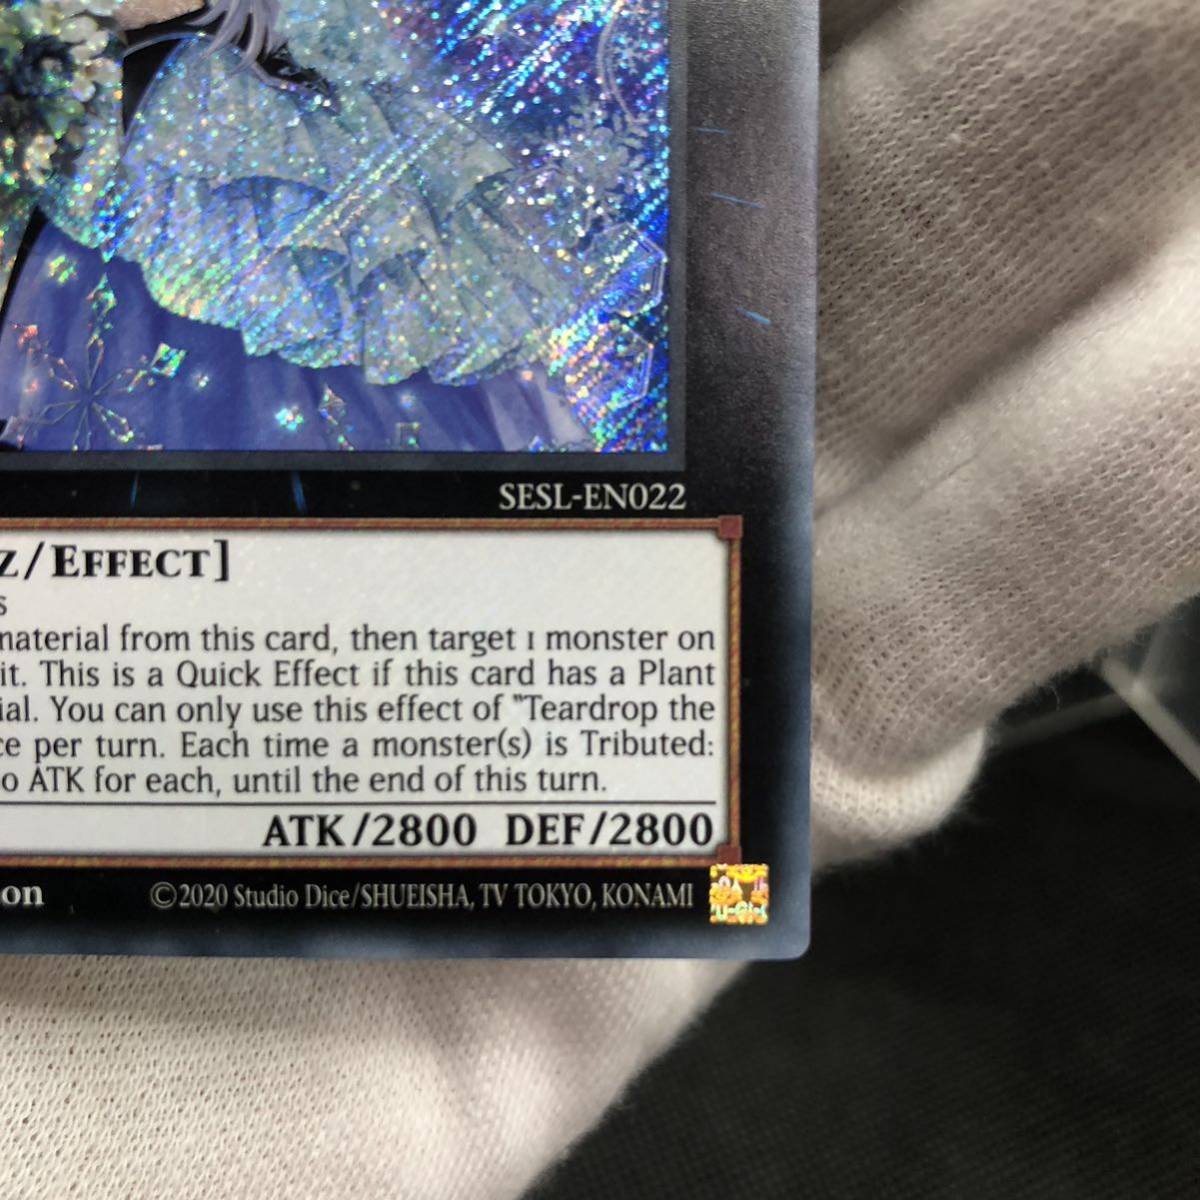 SESL-EN022
Z/EFFECT]
s
material from this card, then target 1 monster on
it. This is a Quick Effect if this card has a Plant
ial. You can only use this effect of "Teardrop the
ce per turn. Each time a monster(s) is Tributed:
0 ATK for each, until the end of this turn.
ATK/2800 DEF/2800
on ©2020 Studio Dice/SHUEISHA, TV TOKYO, KONAMI